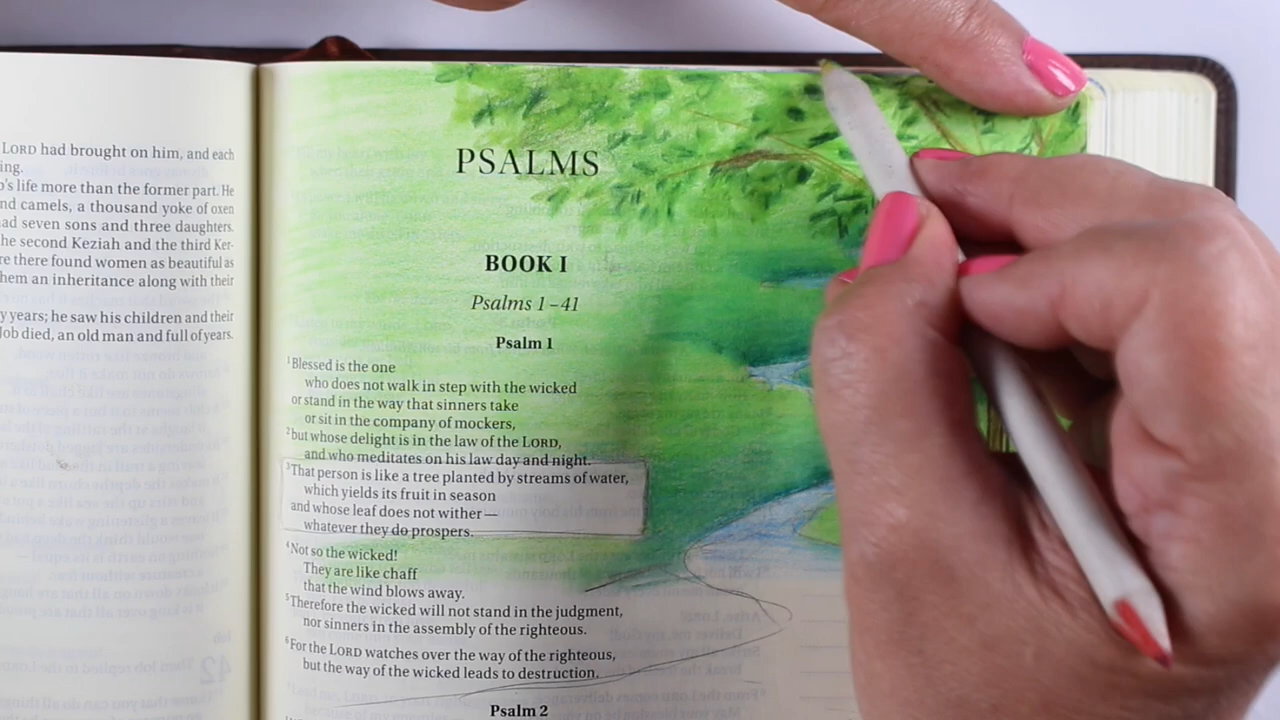 LORD had brought on him, and each
ing.
's life more than the former part. He
nd camels, a thousand yoke of oxen
ad seven sons and three daughters.
he second Keziah and the third Ker-
re there found women as beautiful as
hem an inheritance along with their
y years; he saw his children and their
Job died, an old man and full of years.
PSALMS
BOOK I
Psalms 1–41
Psalm 1
1 Blessed is the one
who does not walk in step with the wicked
or stand in the way that sinners take
or sit in the company of mockers,
2 but whose delight is in the law of the LORD,
and who meditates on his law day and night.
3 That person is like a tree planted by streams of water,
which yields its fruit in season
and whose leaf does not wither —
whatever they do prospers.
4 Not so the wicked!
They are like chaff
that the wind blows away.
5 Therefore the wicked will not stand in the judgment,
nor sinners in the assembly of the righteous.
6 For the LORD watches over the way of the righteous,
but the way of the wicked leads to destruction.
Psalm 2